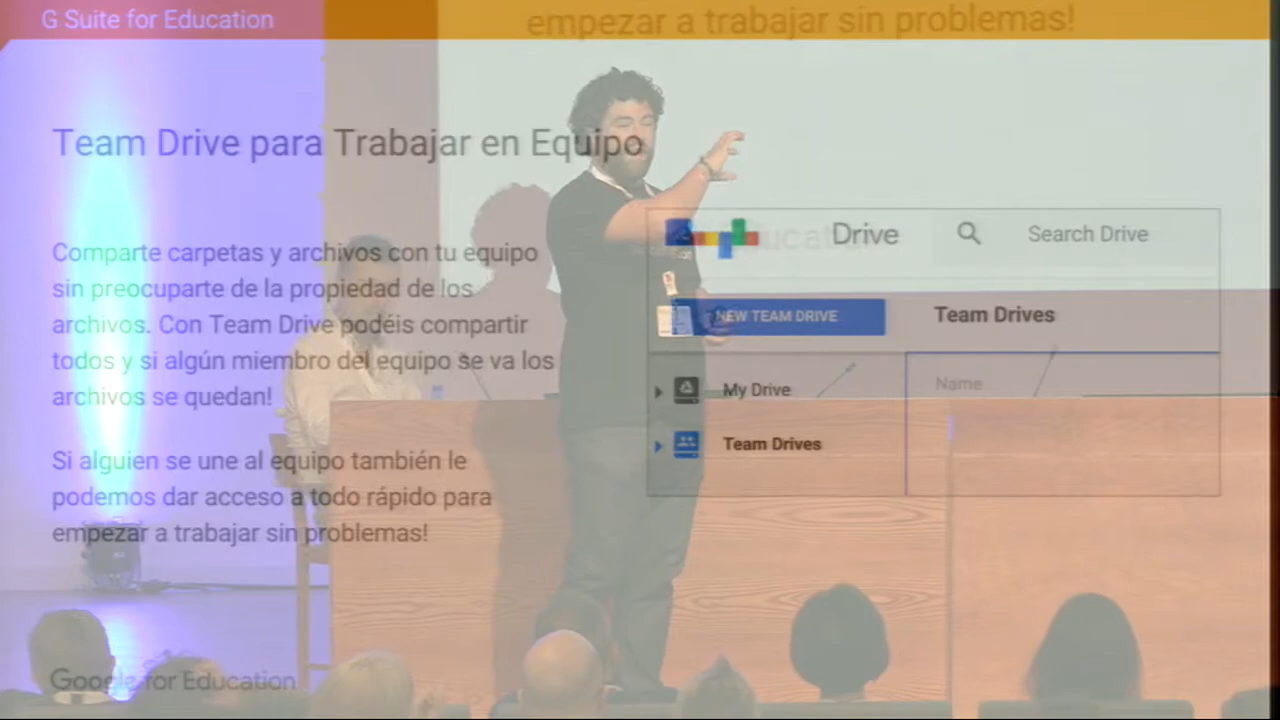 G Suite for Education
empezar a trabajar sin problemas!
Team Drive para Trabajar en Equipo
Comparte carpetas y archivos con tu equipo
sin preocuparte de la propiedad de los
archivos. Con Team Drive podéis compartir
todos y si algún miembro del equipo se va los
archivos se quedan!
Si alguien se une al equipo también le
podemos dar acceso a todo rápido para
empezar a trabajar sin problemas!
Drive
Search Drive
NEW TEAM DRIVE
Team Drives
My Drive
Name
Team Drives
Google for Education